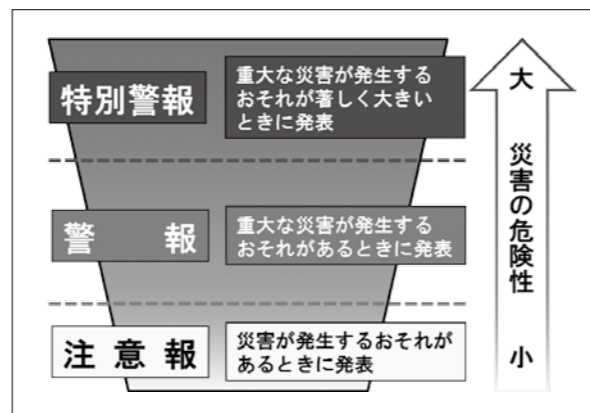 特別警報
重大な災害が発生する
おそれが著しく大きい
ときに発表
警報
重大な災害が発生する
おそれがあるときに発表
注意報
災害が発生するおそれが
あるときに発表
大
災害の危険性
小